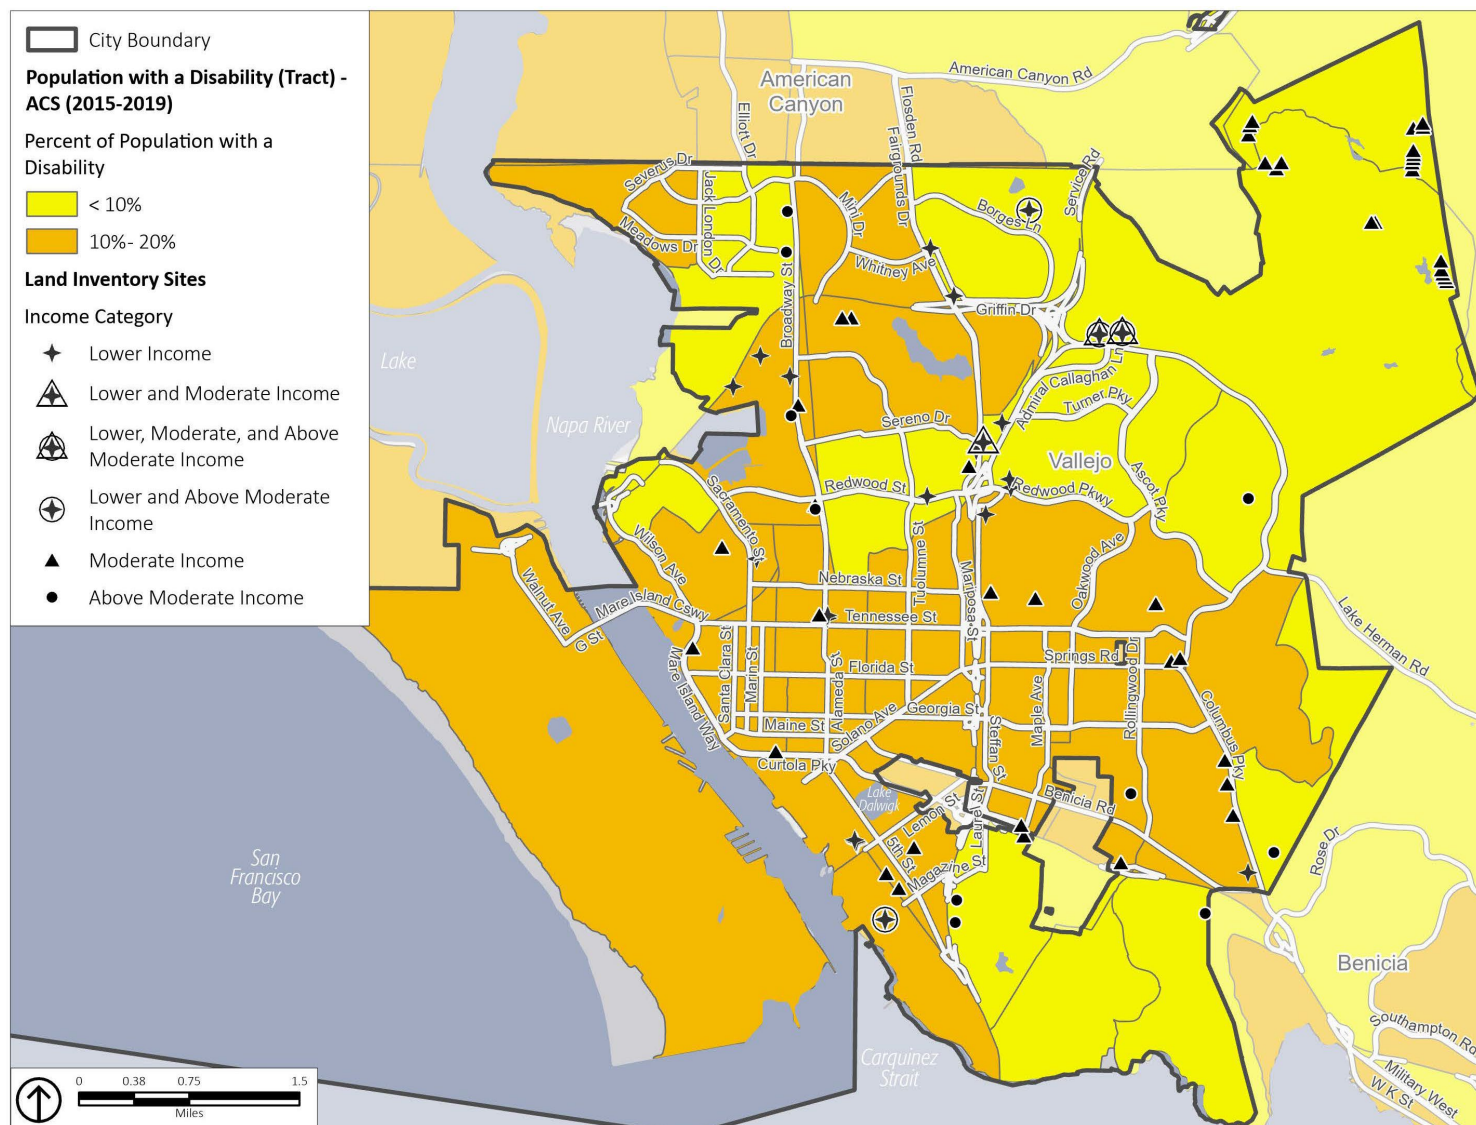 City Boundary
Population with a Disability (Tract) -
ACS (2015-2019)
Percent of Population with a
Disability
< 10%
10%- 20%
Land Inventory Sites
Income Category
Lower Income
Lower and Moderate Income
Lower, Moderate, and Above
Moderate Income
Lower and Above Moderate
Income
Moderate Income
Above Moderate Income
American
Canyon
American Canyon Rd
Elliott Dr
Flosden Rd
Fairgrounds Dr
Severus Dr
Jack London Dr
Meadows Dr
Mini Dr
Whitney Ave
Borges Ln
Service Rd
Broadway St
Griffin Dr
Lake
Napa River
Admiral Callaghan Ln
Turner Pky
Sereno Dr
Vallejo
Ascot Pky
Redwood St
Redwood Pkwy
Sacramento St
Wilson Ave
Tuolumne St
Mariposa St
Oakwood Ave
Nebraska St
Tennessee St
Walnut Ave
G St
Mare Island Cswy
Mare Island Way
Santa Clara St
Marin St
Florida St
Alameda St
Springs Rd
Rollingwood Dr
Lake Herman Rd
Maine St
Solano Ave
Georgia St
Maple Ave
Columbus Pky
Curtola Pky
Steffan St
Lake
Dalwigk
Lemon St
Laurel St
Benicia Rd
5th St
Magazine St
Rose Dr
San
Francisco
Bay
Benicia
Southampton Rd
Carquinez
Strait
Military West
W K St
0 0.38 0.75 1.5
Miles